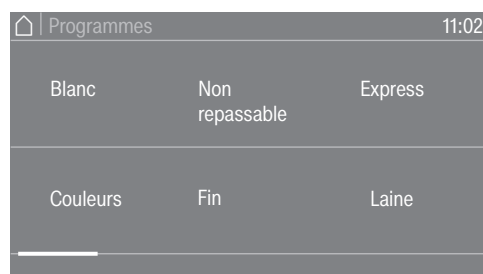 Programmes
11:02
Blanc
Non
repassable
Express
Couleurs
Fin
Laine